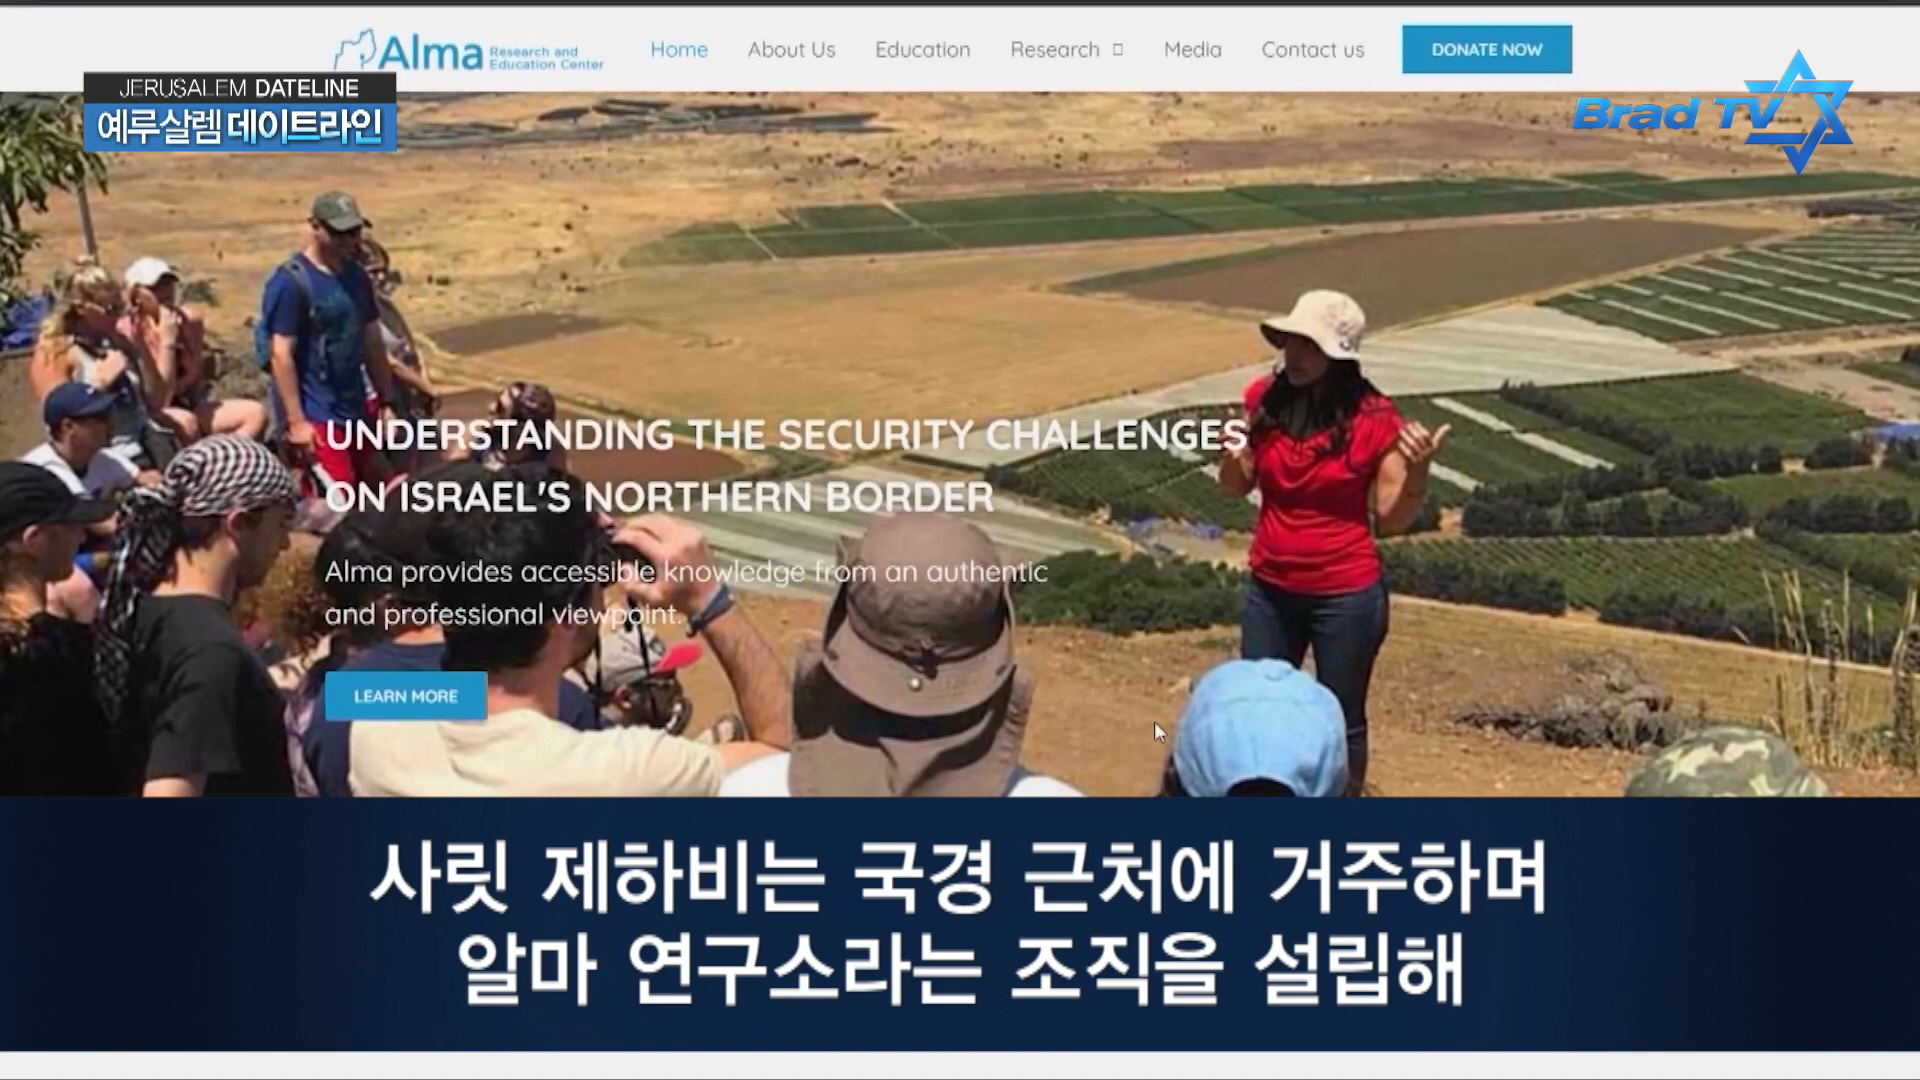 Alma Research and
Education Center
Home About Us Education Research Media Contact us DONATE NOW
JERUSALEM DATELINE
예루살렘 데이트라인
Brad TV
UNDERSTANDING THE SECURITY CHALLENGES
ON ISRAEL'S NORTHERN BORDER
Alma provides accessible knowledge from an authentic
and professional viewpoint.
LEARN MORE
사릿 제하비는 국경 근처에 거주하며
알마 연구소라는 조직을 설립해